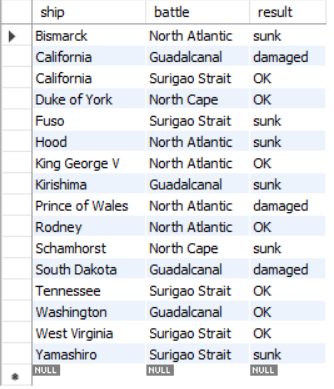 ship battle result
Bismarck North Atlantic sunk
California Guadalcanal damaged
California Surigao Strait OK
Duke of York North Cape OK
Fuso Surigao Strait sunk
Hood North Atlantic sunk
King George V North Atlantic OK
Kirishima Guadalcanal sunk
Prince of Wales North Atlantic damaged
Rodney North Atlantic OK
Schamhorst North Cape sunk
South Dakota Guadalcanal damaged
Tennessee Surigao Strait OK
Washington Guadalcanal OK
West Virginia Surigao Strait OK
Yamashiro Surigao Strait sunk
NULL NULL NULL